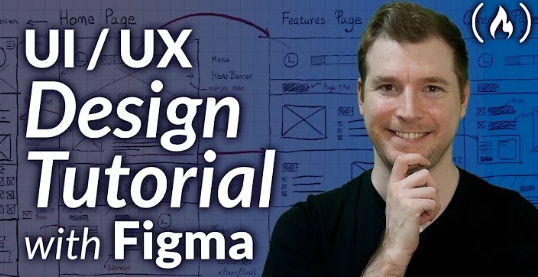 Home Page
Features Page
UI / UX
Menu
Hero Banner
Design
Tutorial
with Figma